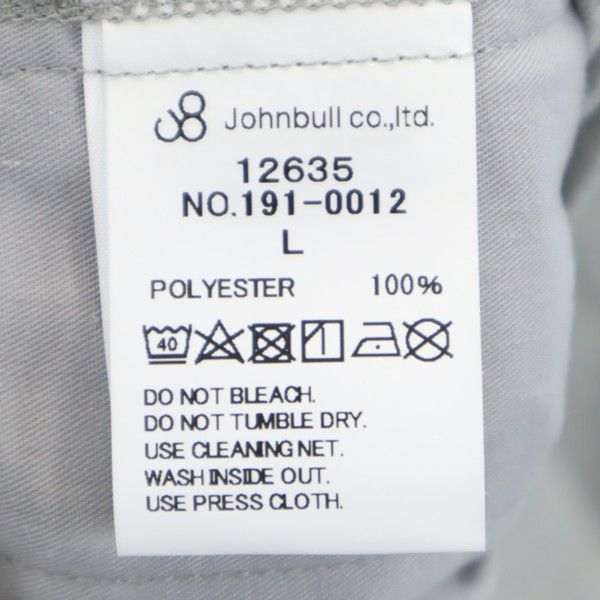 JB Johnbull co.,ltd.
12635
NO.191-0012
L
POLYESTER 100%
40
DO NOT BLEACH.
DO NOT TUMBLE DRY.
USE CLEANING NET.
WASH INSIDE OUT.
USE PRESS CLOTH.